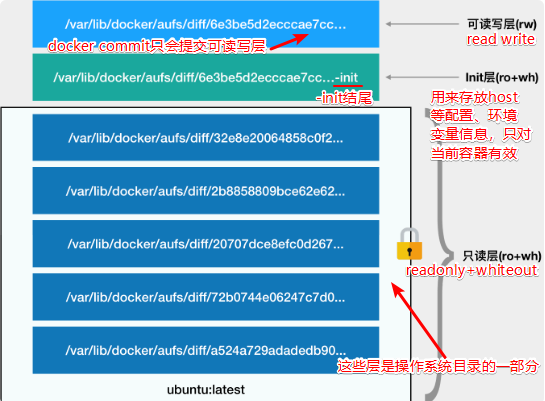 /var/lib/docker/aufs/diff/6e3be5d2ecccae7cc...
可读写层(rw)
read write
docker commit只会提交可读写层
/var/lib/docker/aufs/diff/6e3be5d2ecccae7cc...-init
Init层(ro+wh)
-init结尾
用来存放host
等配置、环境
变量信息，只对
当前容器有效
/var/lib/docker/aufs/diff/32e8e20064858c0f2...
/var/lib/docker/aufs/diff/2b8858809bce62e62...
/var/lib/docker/aufs/diff/20707dce8efc0d267...
只读层(ro+wh)
readonly+whiteout
/var/lib/docker/aufs/diff/72b0744e06247c7d0...
/var/lib/docker/aufs/diff/a524a729adadedb90...
这些层是操作系统目录的一部分
ubuntu:latest